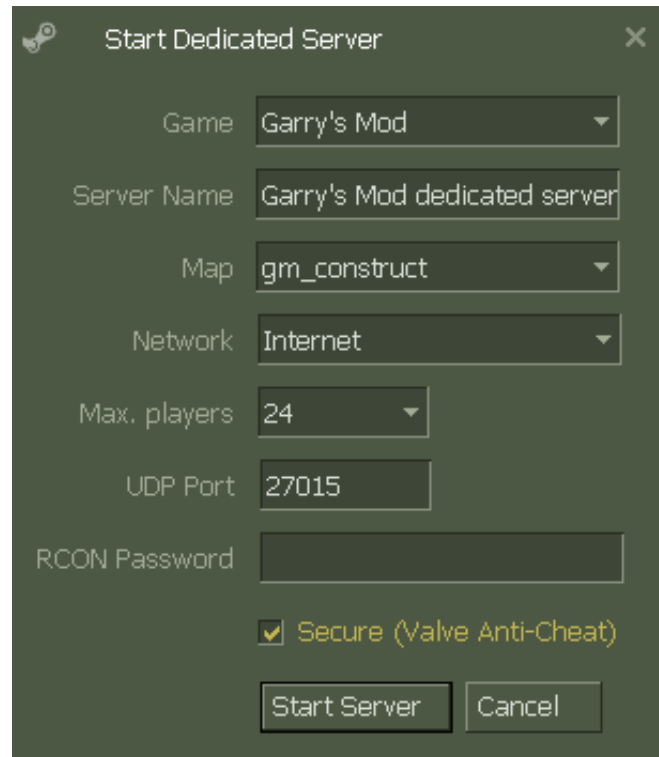 Start Dedicated Server
Game Garry's Mod
Server Name Garry's Mod dedicated server
Map gm_construct
Network Internet
Max. players 24
UDP Port 27015
RCON Password
Secure (Valve Anti-Cheat)
Start Server Cancel